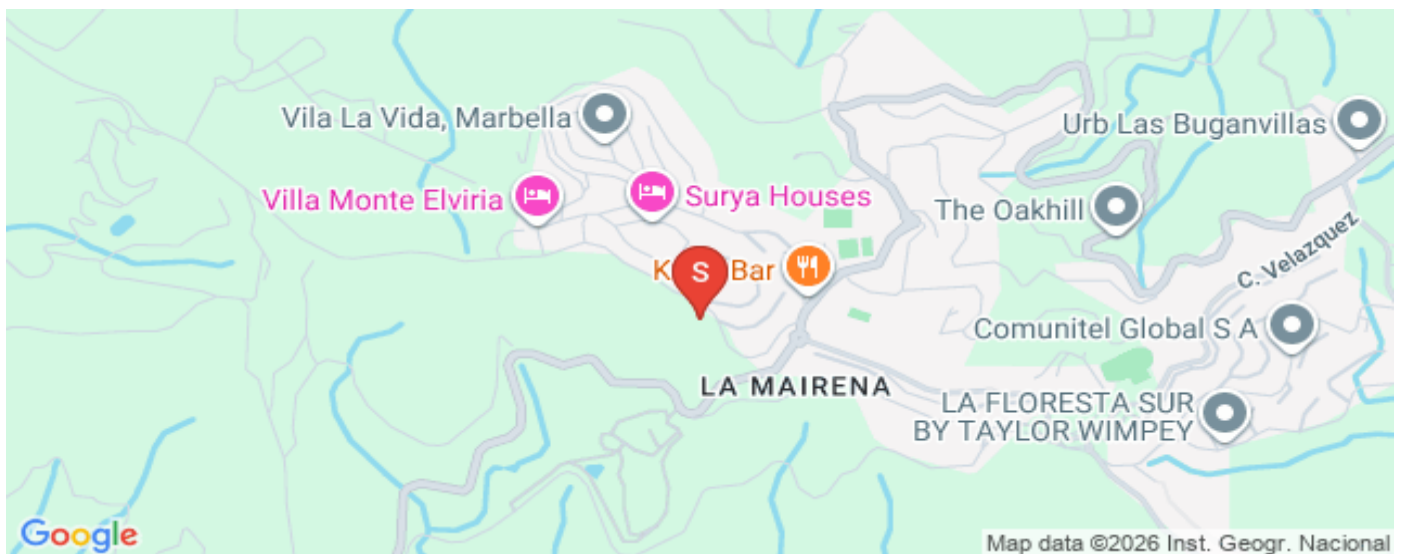 Vila La Vida, Marbella
Urb Las Buganvillas
Villa Monte Elviria
Surya Houses
The Oakhill
C. Velazquez
K
S
Bar
Comunitel Global S A
LA MAIRENA
LA FLORESTA SUR
BY TAYLOR WIMPEY
Google
Map data ©2026 Inst. Geogr. Nacional